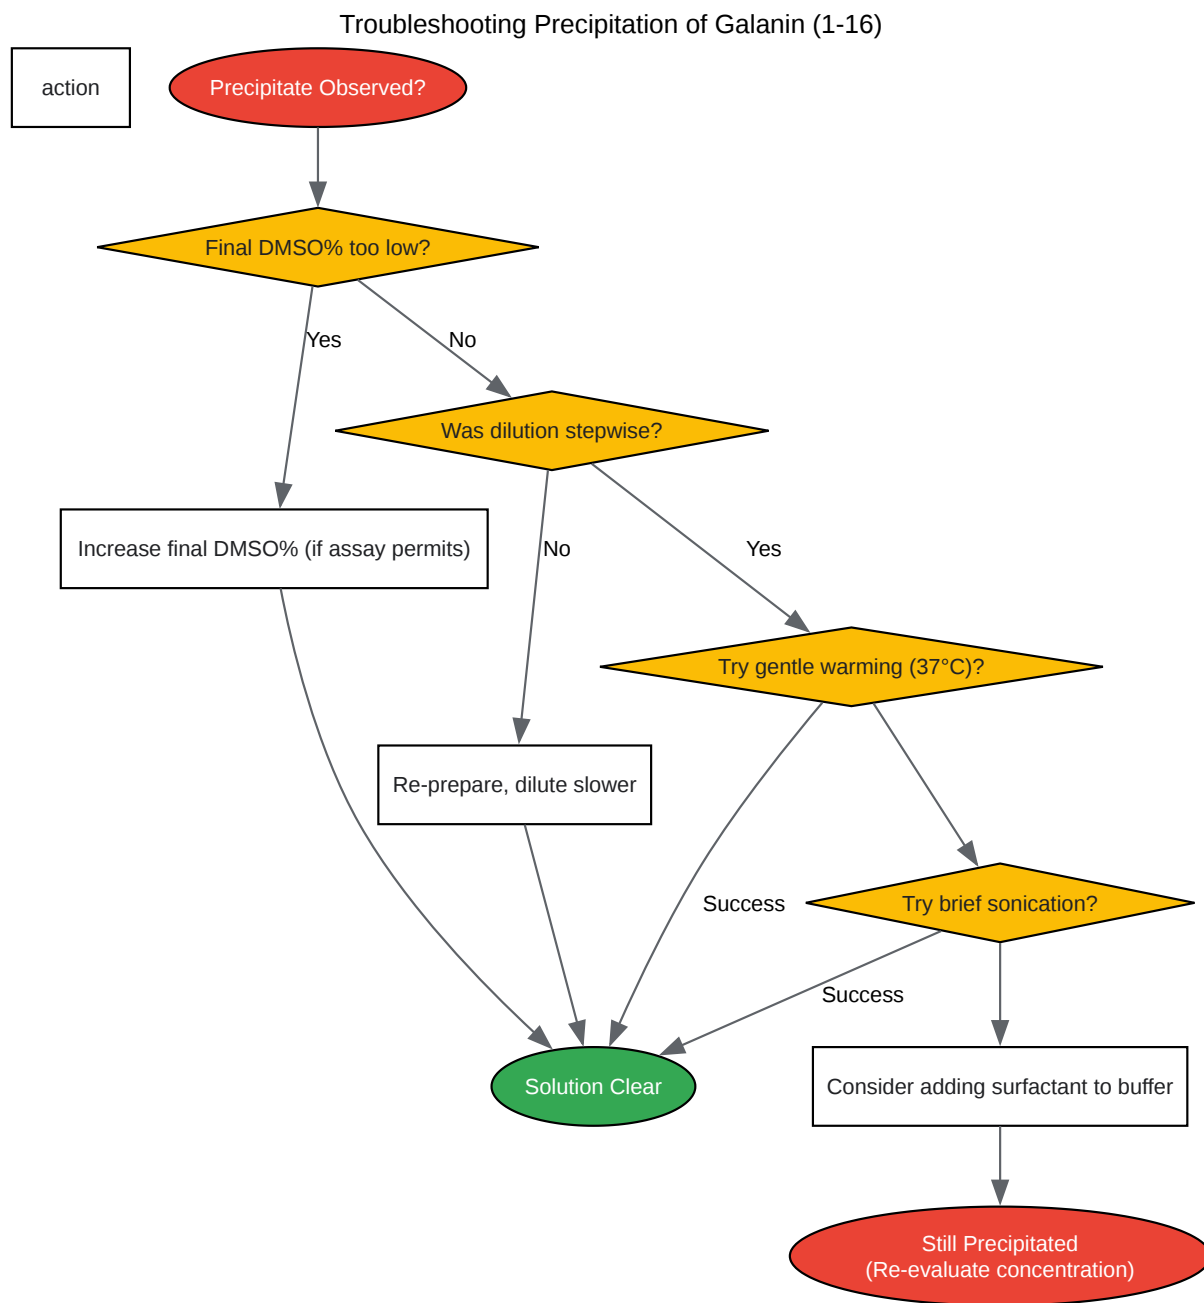 Troubleshooting Precipitation of Galanin (1-16)
action
Precipitate Observed?
Final DMSO% too low?
Yes
No
Was dilution stepwise?
Increase final DMSO% (if assay permits)
No
Yes
Try gentle warming (37°C)?
Re-prepare, dilute slower
Success
Try brief sonication?
Success
Solution Clear
Consider adding surfactant to buffer
Still Precipitated
(Re-evaluate concentration)